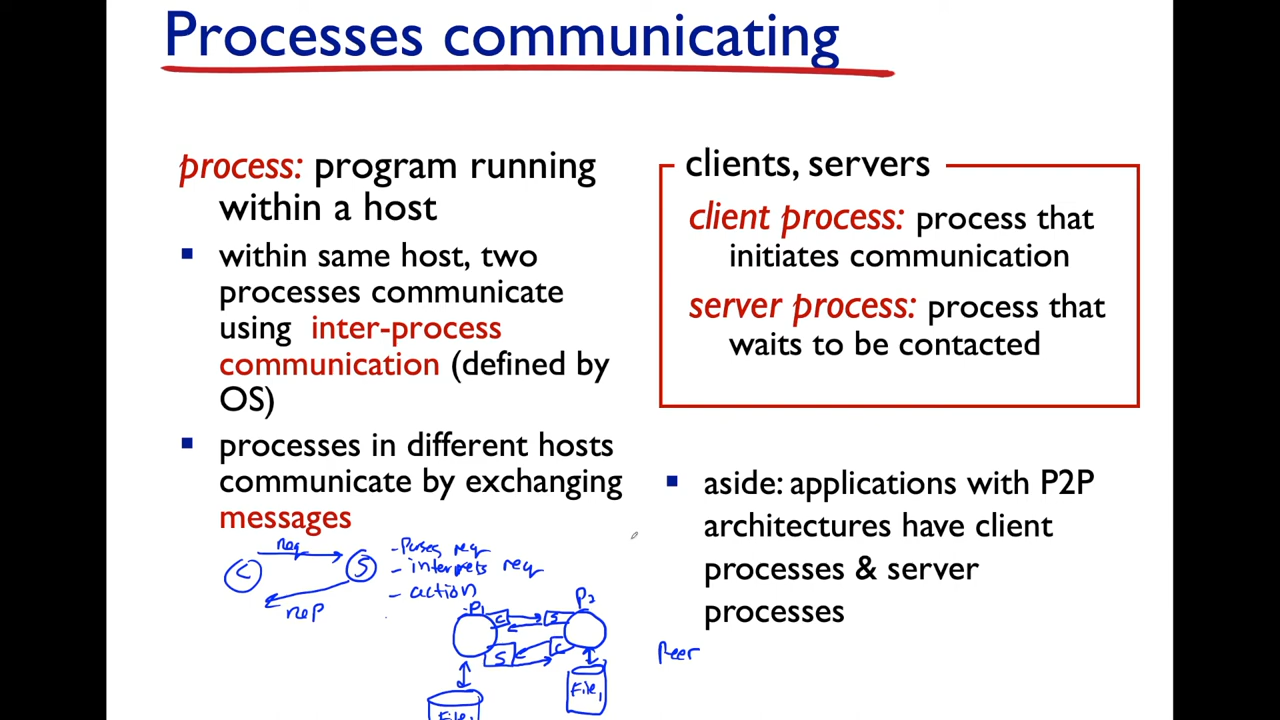 Processes communicating
process: program running
within a host
▪ within same host, two
processes communicate
using inter-process
communication (defined by
OS)
▪ processes in different hosts
communicate by exchanging
messages
clients, servers
client process: process that
initiates communication
server process: process that
waits to be contacted
▪ aside: applications with P2P
architectures have client
processes & server
processes
req
C S
rep
- Parses req
- interprets req
- action
P1 P2
C S
S C
Peer
File1
File1